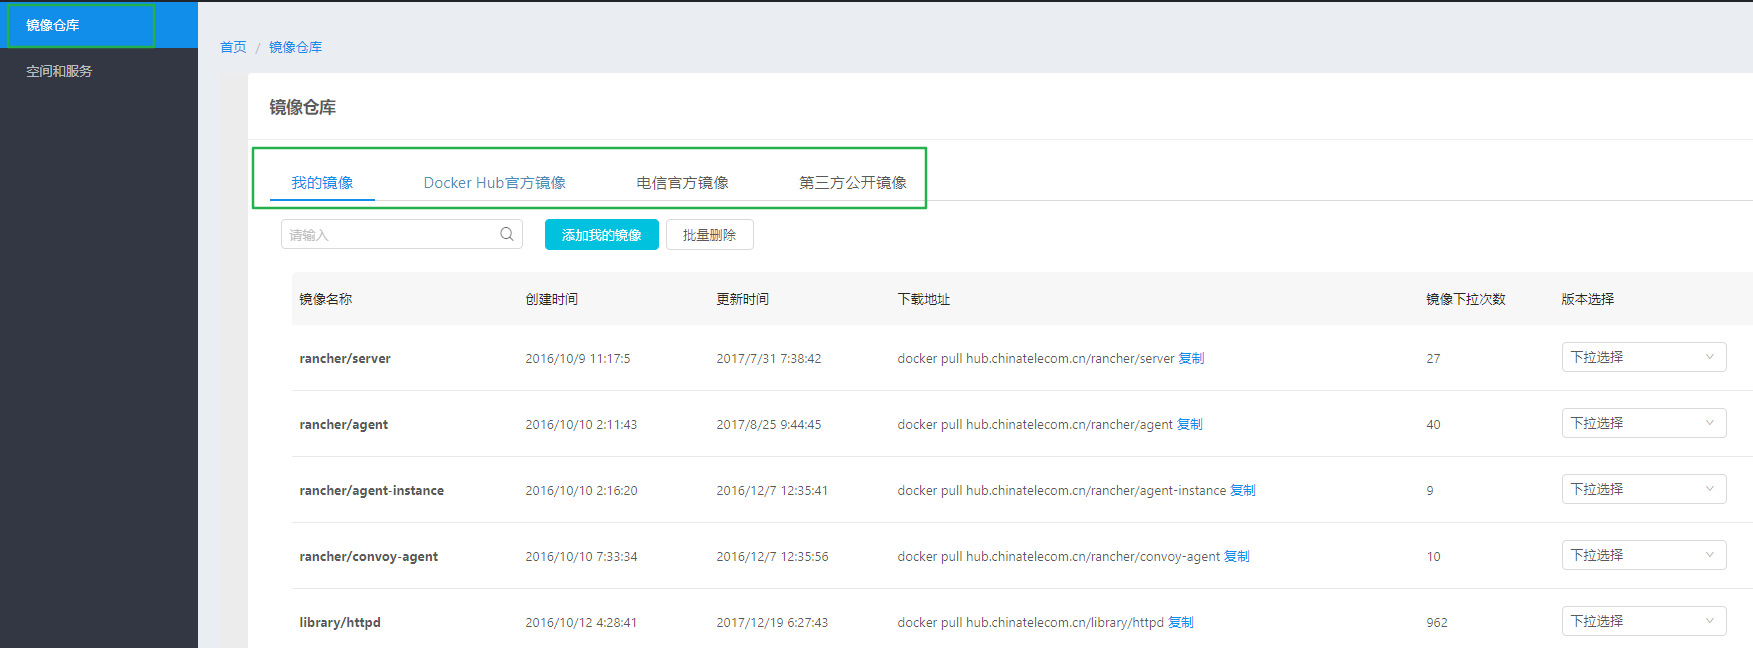 镜像仓库
空间和服务
首页 / 镜像仓库
镜像仓库
我的镜像 Docker Hub官方镜像 电信官方镜像 第三方公开镜像
请输入 添加我的镜像 批量删除
镜像名称 创建时间 更新时间 下载地址 镜像下拉次数 版本选择
rancher/server 2016/10/9 11:17:5 2017/7/31 7:38:42 docker pull hub.chinatelecom.cn/rancher/server 复制 27 下拉选择
rancher/agent 2016/10/10 2:11:43 2017/8/25 9:44:45 docker pull hub.chinatelecom.cn/rancher/agent 复制 40 下拉选择
rancher/agent-instance 2016/10/10 2:16:20 2016/12/7 12:35:41 docker pull hub.chinatelecom.cn/rancher/agent-instance 复制 9 下拉选择
rancher/convoy-agent 2016/10/10 7:33:34 2016/12/7 12:35:56 docker pull hub.chinatelecom.cn/rancher/convoy-agent 复制 10 下拉选择
library/httpd 2016/10/12 4:28:41 2017/12/19 6:27:43 docker pull hub.chinatelecom.cn/library/httpd 复制 962 下拉选择